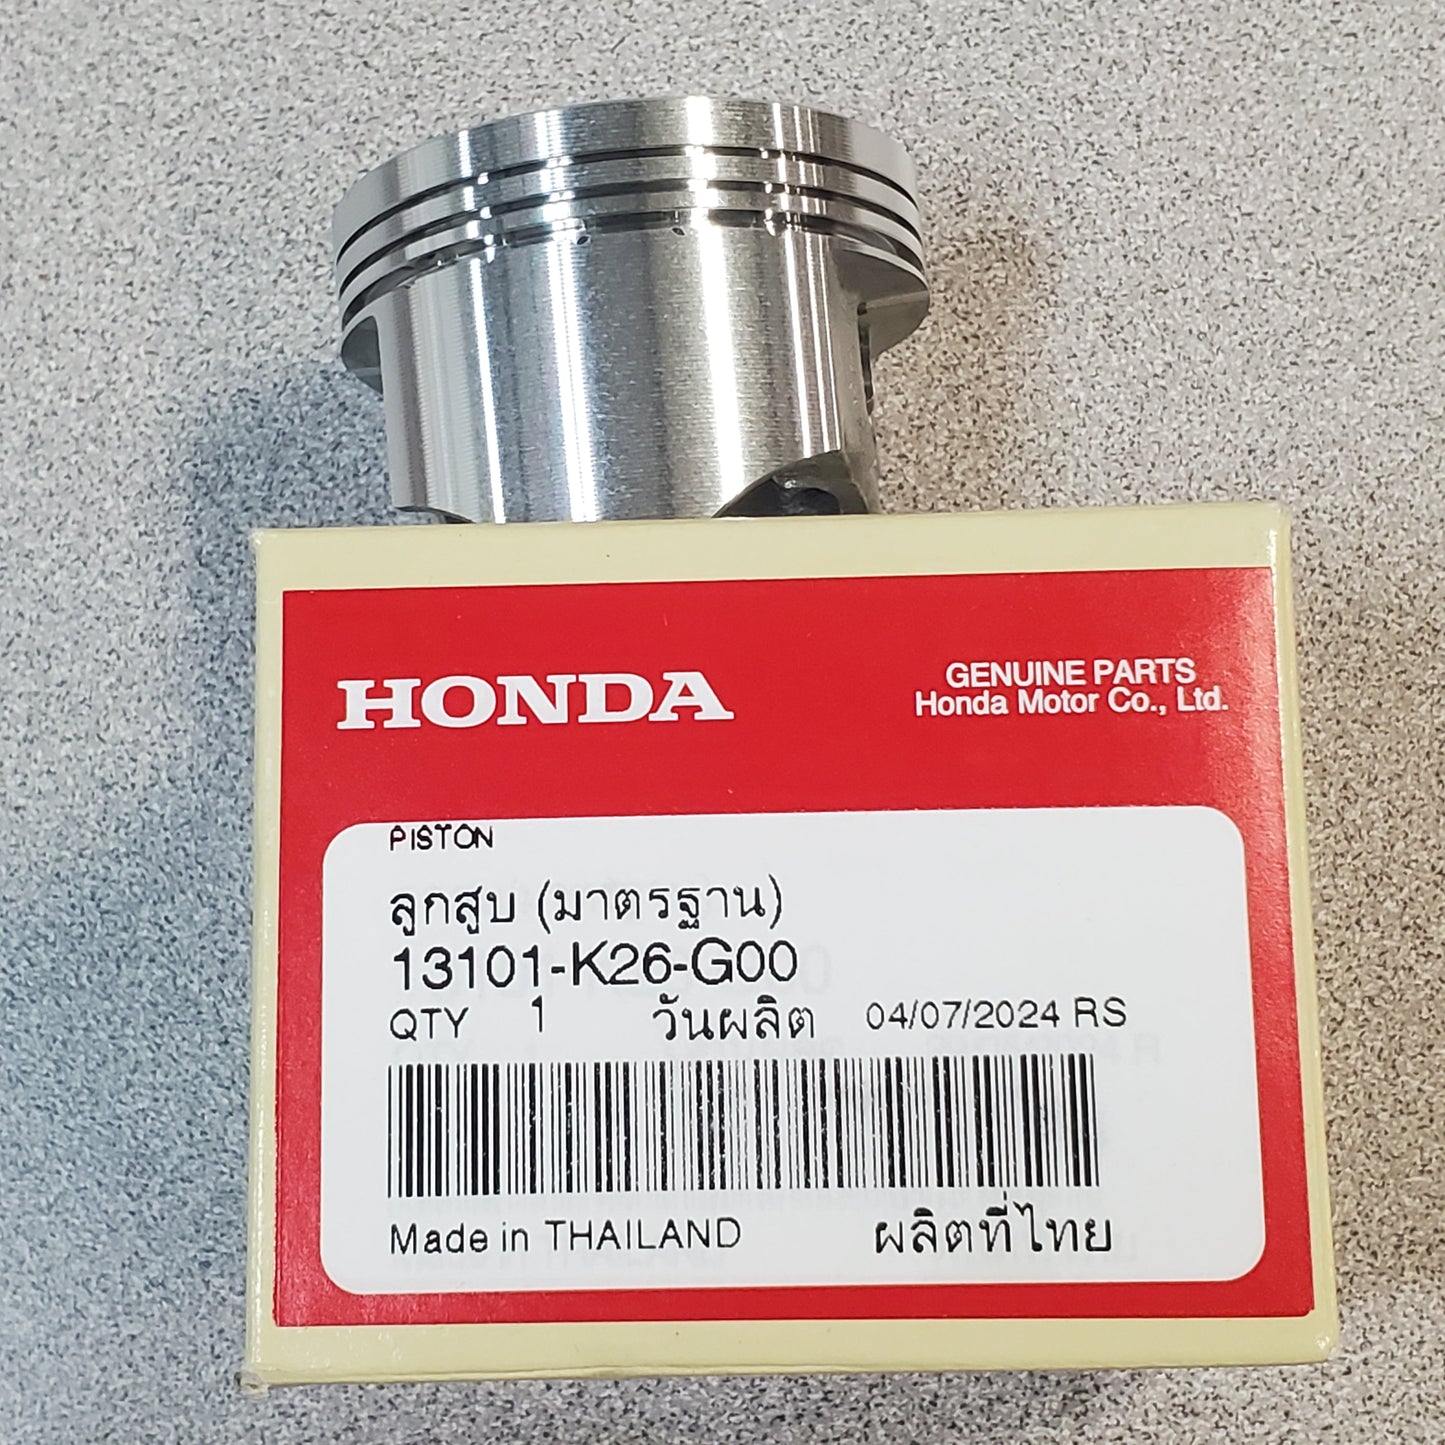 HONDA
GENUINE PARTS
Honda Motor Co., Ltd.
PISTON
ลูกสูบ (มาตรฐาน)
13101-K26-G00
QTY 1 วันผลิต 04/07/2024 RS
Made in THAILAND ผลิตที่ไทย